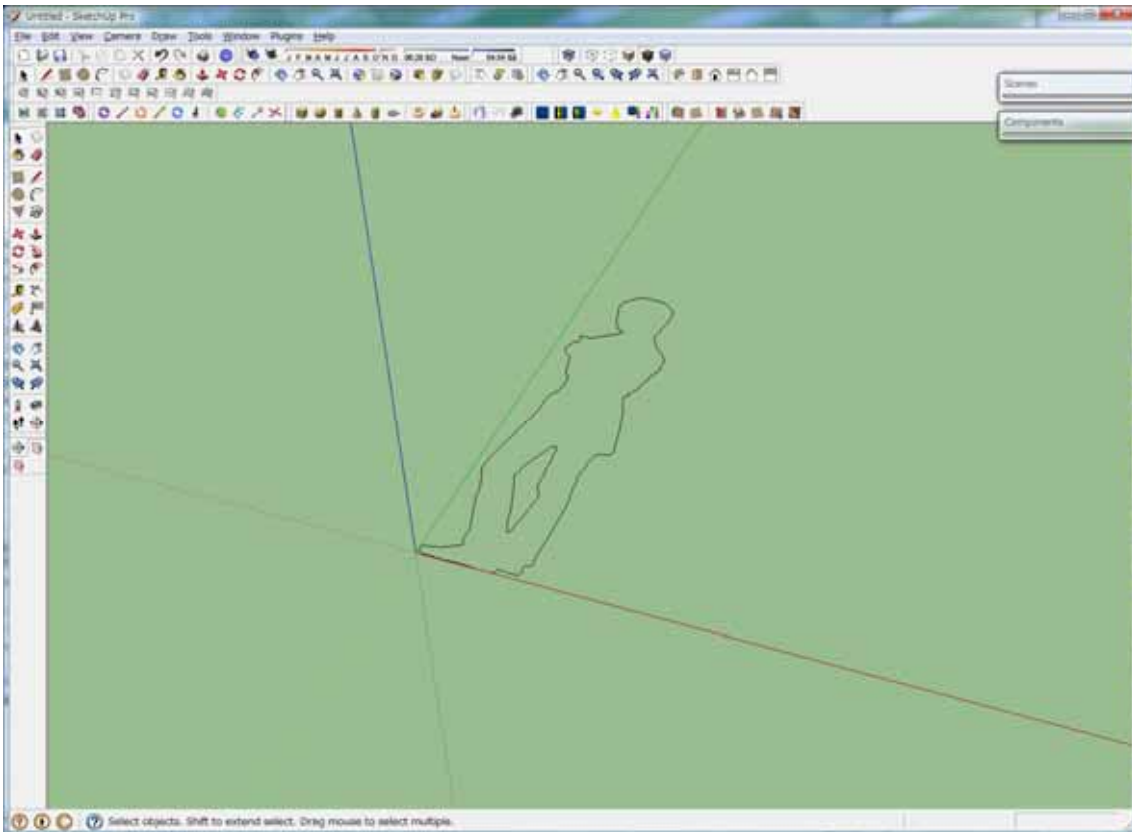 Untitled - SketchUp Pro
File Edit View Camera Draw Tools Window Plugins Help
J F M A M J J A S O N D Noon
Scenes
Components
Select objects. Shift to extend select. Drag mouse to select multiple.